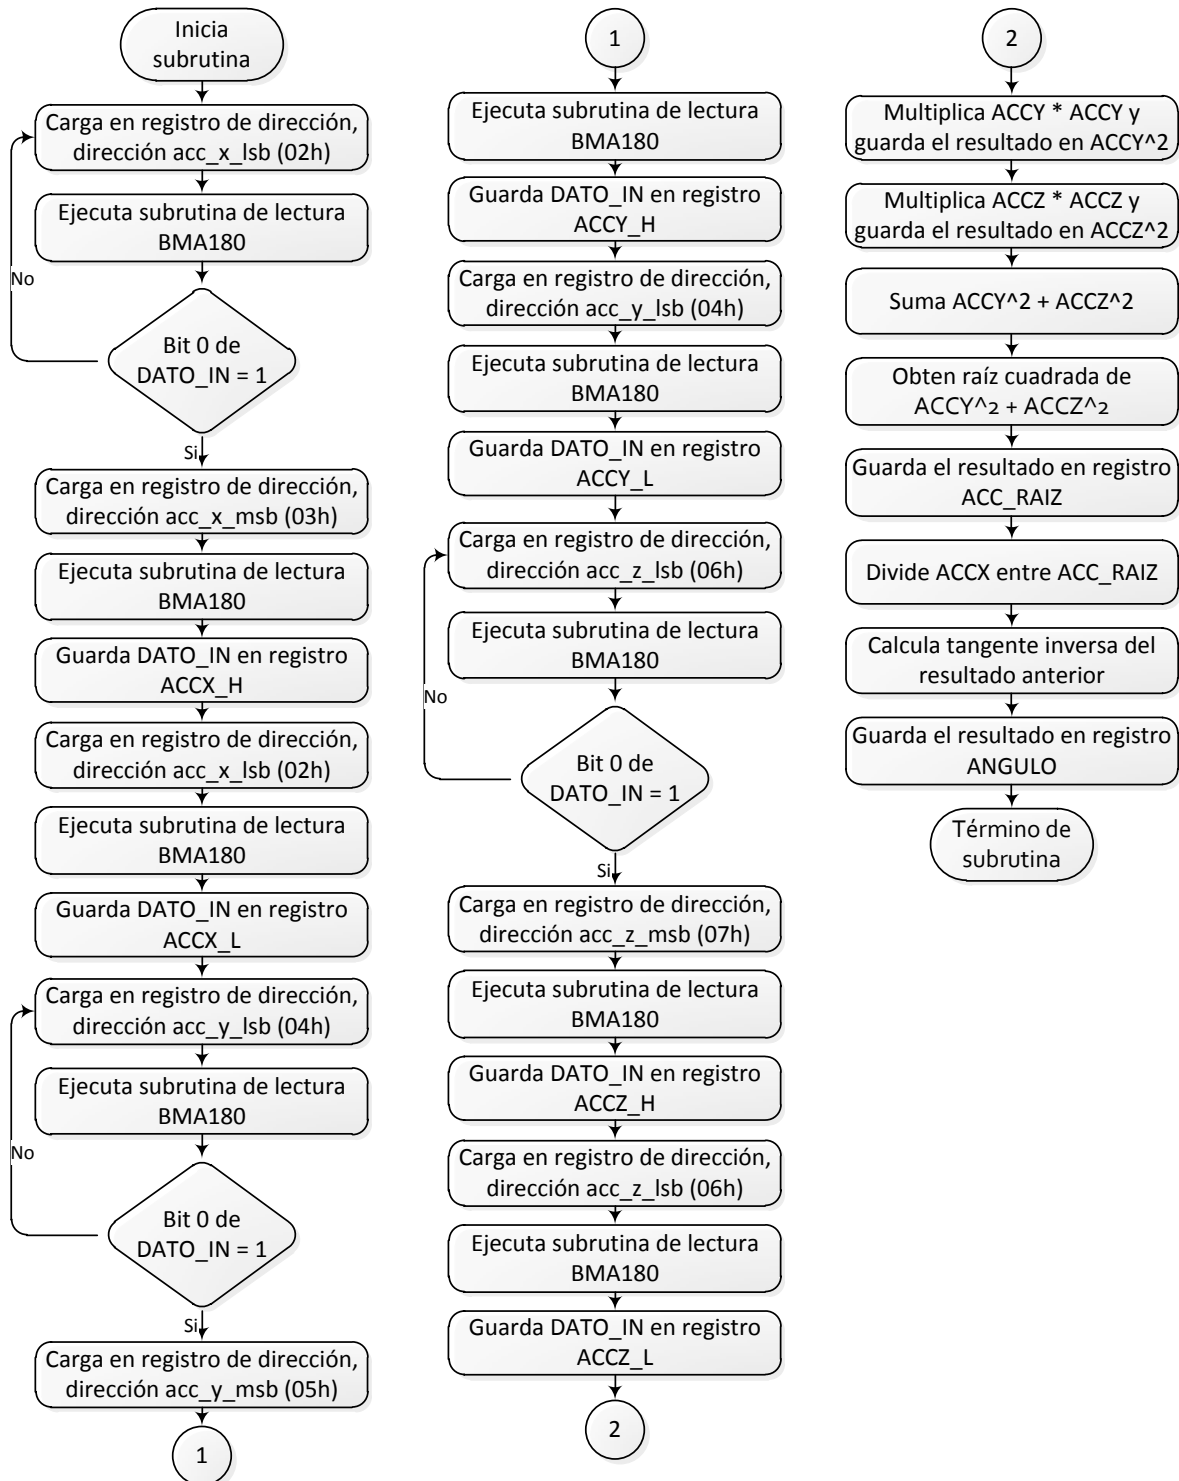 Inicia
subrutina
Carga en registro de dirección,
dirección acc_x_lsb (02h)
Ejecuta subrutina de lectura
BMA180
No
Bit 0 de
DATO_IN = 1
Si
Carga en registro de dirección,
dirección acc_x_msb (03h)
Ejecuta subrutina de lectura
BMA180
Guarda DATO_IN en registro
ACCX_H
Carga en registro de dirección,
dirección acc_x_lsb (02h)
Ejecuta subrutina de lectura
BMA180
Guarda DATO_IN en registro
ACCX_L
Carga en registro de dirección,
dirección acc_y_lsb (04h)
Ejecuta subrutina de lectura
BMA180
No
Bit 0 de
DATO_IN = 1
Si
Carga en registro de dirección,
dirección acc_y_msb (05h)
1
1
Ejecuta subrutina de lectura
BMA180
Guarda DATO_IN en registro
ACCY_H
Carga en registro de dirección,
dirección acc_y_lsb (04h)
Ejecuta subrutina de lectura
BMA180
Guarda DATO_IN en registro
ACCY_L
Carga en registro de dirección,
dirección acc_z_lsb (06h)
Ejecuta subrutina de lectura
BMA180
No
Bit 0 de
DATO_IN = 1
Si
Carga en registro de dirección,
dirección acc_z_msb (07h)
Ejecuta subrutina de lectura
BMA180
Guarda DATO_IN en registro
ACCZ_H
Carga en registro de dirección,
dirección acc_z_lsb (06h)
Ejecuta subrutina de lectura
BMA180
Guarda DATO_IN en registro
ACCZ_L
2
2
Multiplica ACCY * ACCY y
guarda el resultado en ACCY^2
Multiplica ACCZ * ACCZ y
guarda el resultado en ACCZ^2
Suma ACCY^2 + ACCZ^2
Obten raíz cuadrada de
ACCY^2 + ACCZ^2
Guarda el resultado en registro
ACC_RAIZ
Divide ACCX entre ACC_RAIZ
Calcula tangente inversa del
resultado anterior
Guarda el resultado en registro
ANGULO
Término de
subrutina